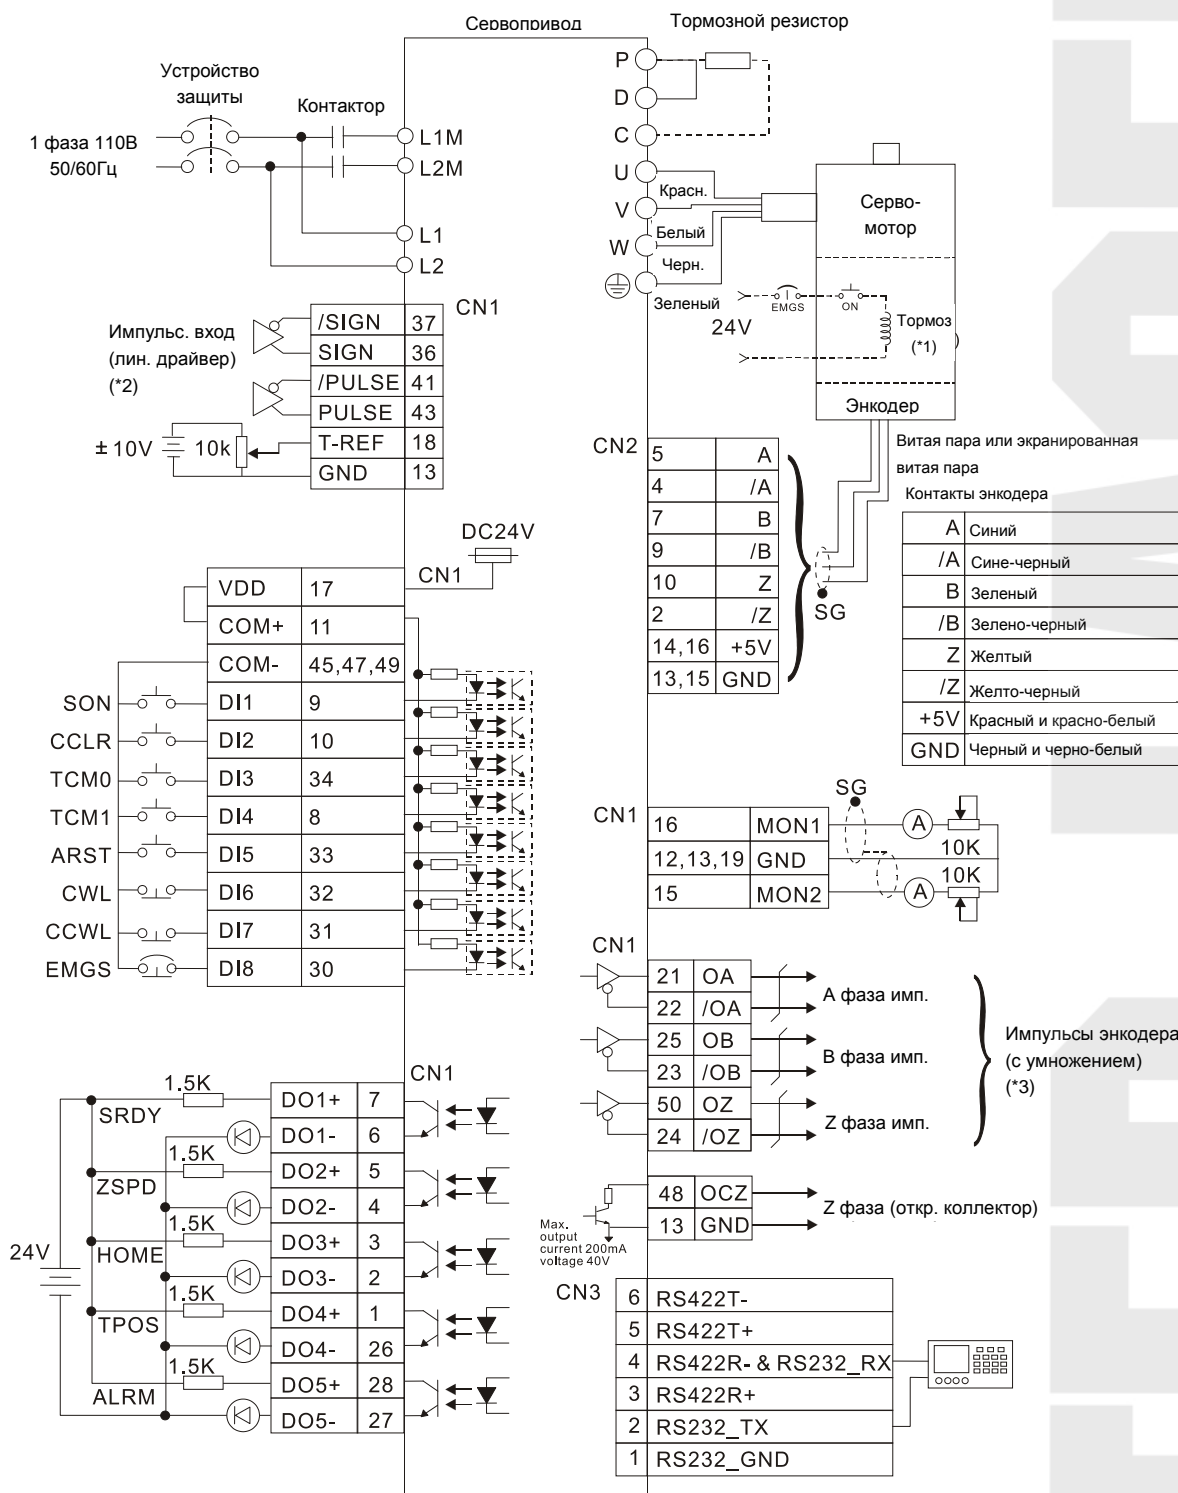 Сервопривод
Тормозной резистор
Устройство
защиты
Контактор
1 фаза 110В
50/60Гц
L1M
L2M
L1
L2
P
D
C
U
V
W
Красн.
Белый
Черн.
Зеленый
Серво-
мотор
EMGS
ON
24V
Тормоз
(*1)
Энкодер
CN1
Импульс. вход
(лин. драйвер)
(*2)
/SIGN 37
SIGN 36
/PULSE 41
PULSE 43
T-REF 18
GND 13
± 10V
10k
CN2
5 A
4 /A
7 B
9 /B
10 Z
2 /Z
14,16 +5V
13,15 GND
SG
Витая пара или экранированная
витая пара
Контакты энкодера
A Синий
/A Сине-черный
B Зеленый
/B Зелено-черный
Z Желтый
/Z Желто-черный
+5V Красный и красно-белый
GND Черный и черно-белый
DC24V
CN1
VDD 17
COM+ 11
COM- 45,47,49
SON DI1 9
CCLR DI2 10
TCM0 DI3 34
TCM1 DI4 8
ARST DI5 33
CWL DI6 32
CCWL DI7 31
EMGS DI8 30
CN1
16 MON1
12,13,19 GND
15 MON2
SG
A
10K
A
10K
CN1
21 OA
22 /OA
25 OB
23 /OB
50 OZ
24 /OZ
A фаза имп.
B фаза имп.
Z фаза имп.
Импульсы энкодера
(с умножением)
(*3)
48 OCZ
13 GND
Z фаза (откр. коллектор)
Max.
output
current 200mA
voltage 40V
CN1
24V
1.5K
SRDY
DO1+ 7
DO1- 6
1.5K
ZSPD
DO2+ 5
DO2- 4
1.5K
HOME
DO3+ 3
DO3- 2
1.5K
TPOS
DO4+ 1
DO4- 26
1.5K
ALRM
DO5+ 28
DO5- 27
CN3
6 RS422T-
5 RS422T+
4 RS422R- & RS232_RX
3 RS422R+
2 RS232_TX
1 RS232_GND